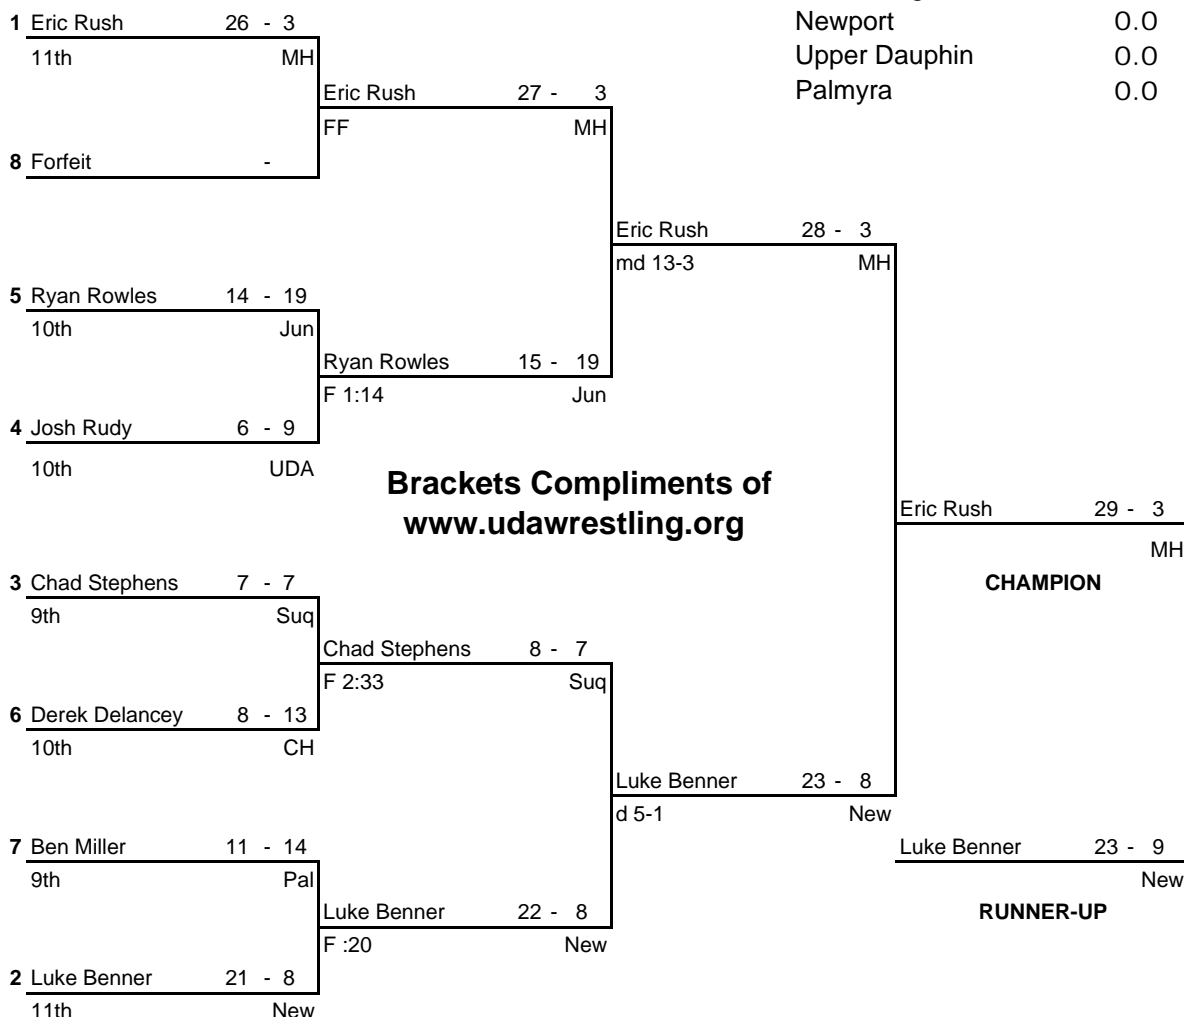 1 Eric Rush 26 - 3
11th MH
Eric Rush 27 - 3
FF MH
8 Forfeit -
Eric Rush 28 - 3
md 13-3 MH
5 Ryan Rowles 14 - 19
10th Jun
Ryan Rowles 15 - 19
F 1:14 Jun
4 Josh Rudy 6 - 9
10th UDA
Newport 0.0
Upper Dauphin 0.0
Palmyra 0.0
Brackets Compliments of
www.udawrestling.org
Eric Rush 29 - 3
MH
CHAMPION
3 Chad Stephens 7 - 7
9th Suq
Chad Stephens 8 - 7
F 2:33 Suq
6 Derek Delancey 8 - 13
10th CH
Luke Benner 23 - 8
d 5-1 New
7 Ben Miller 11 - 14
9th Pal
Luke Benner 22 - 8
F :20 New
2 Luke Benner 21 - 8
11th New
Luke Benner 23 - 9
New
RUNNER-UP